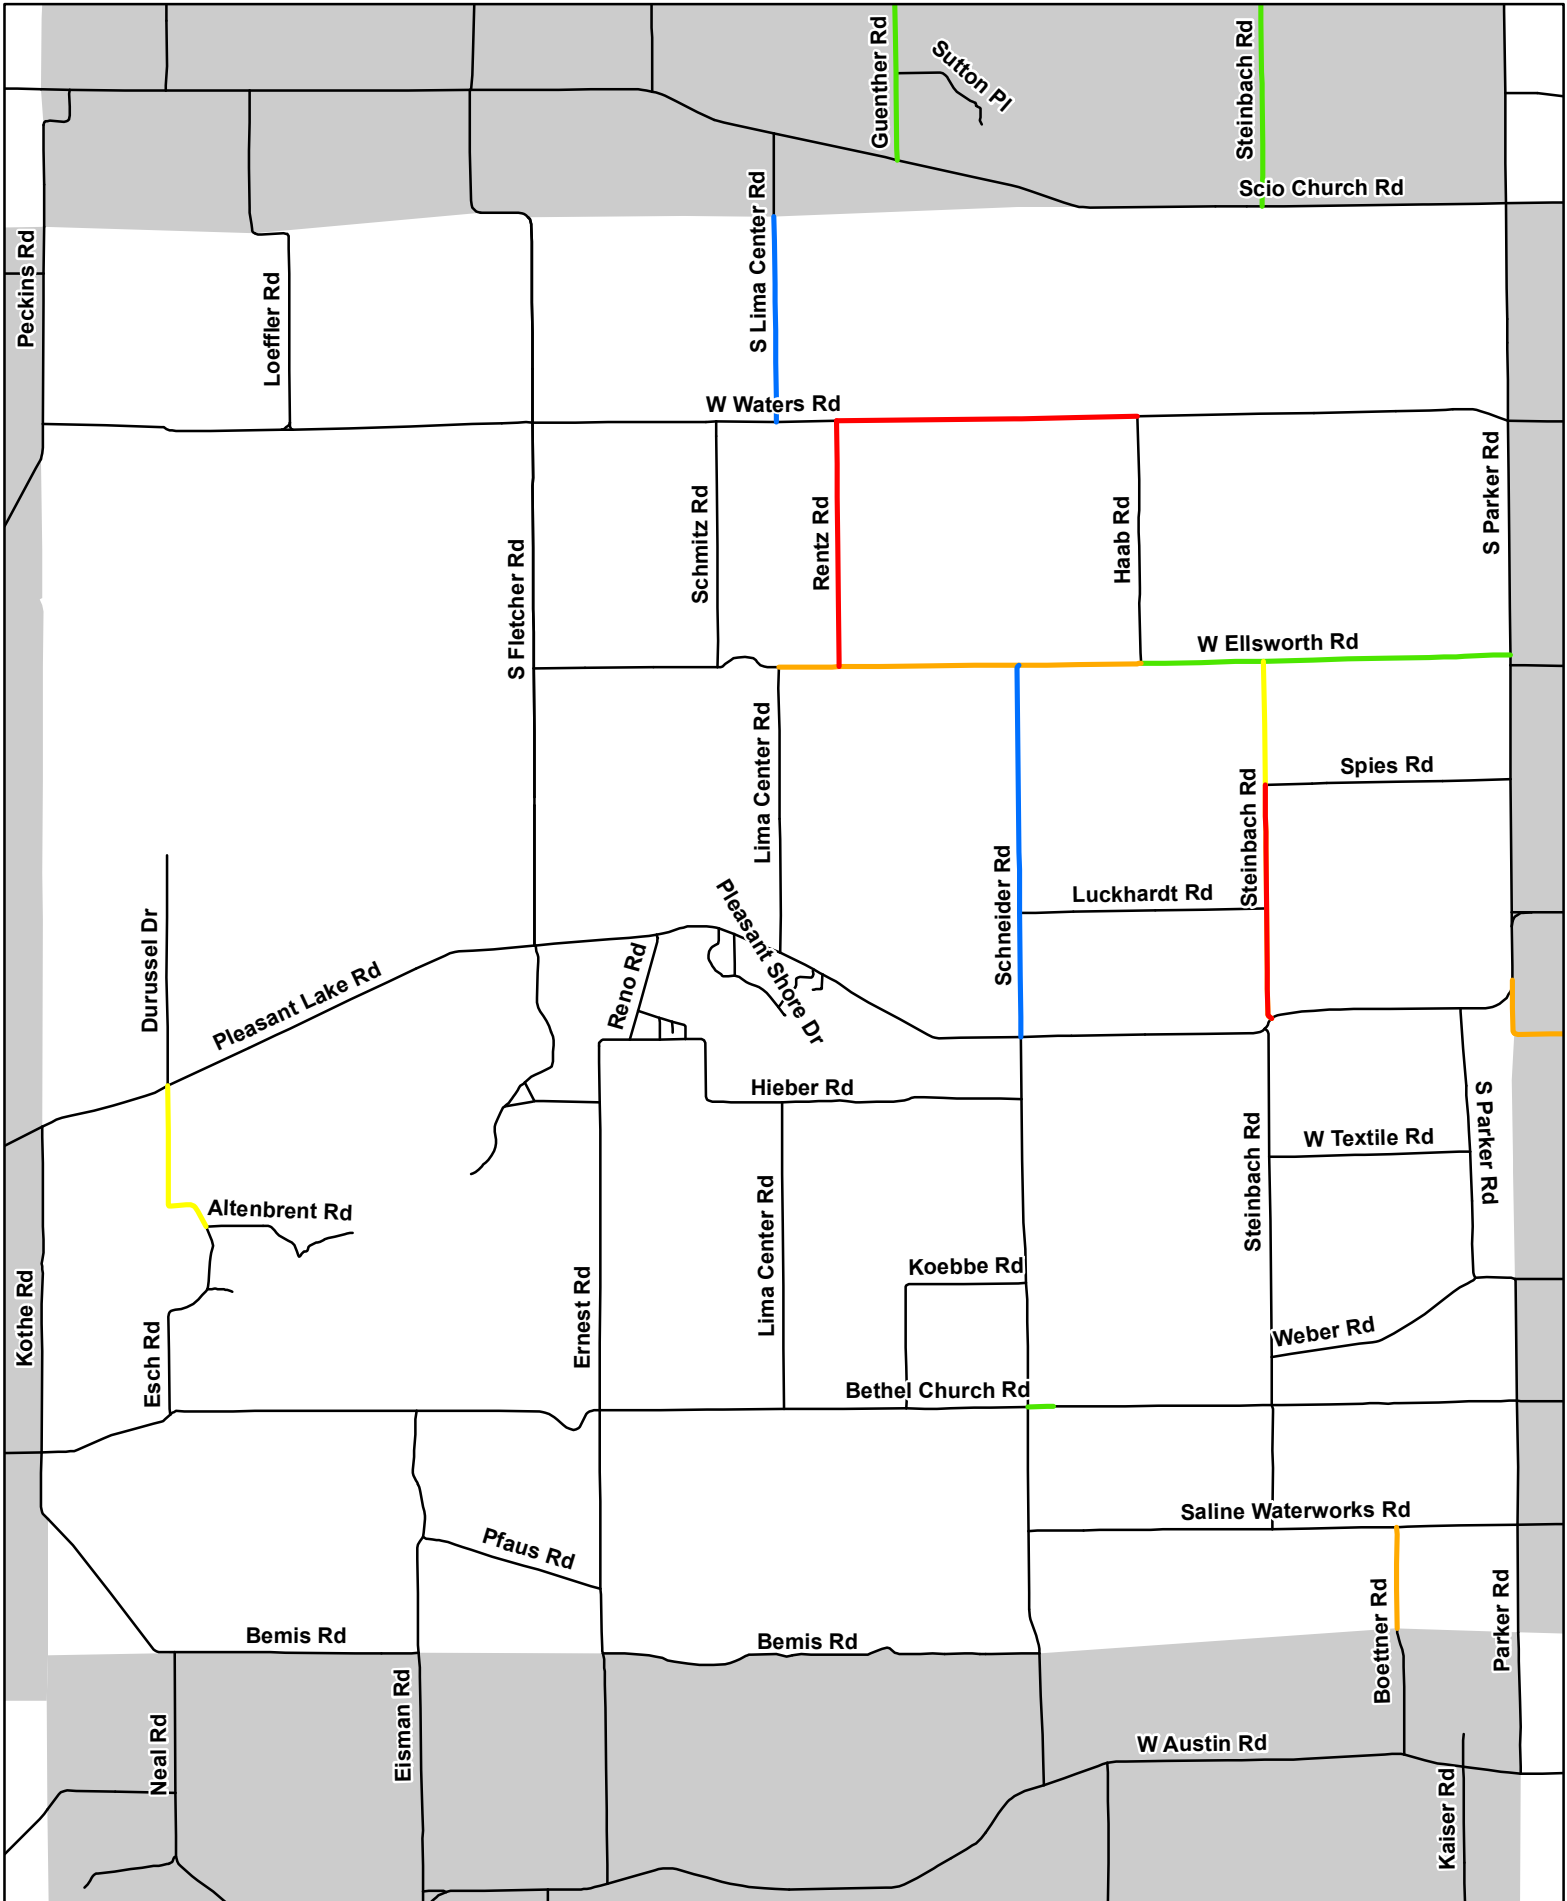 Guenther Rd
Sutton Pl
Steinbach Rd
Scio Church Rd
Peckins Rd
Loeffler Rd
S Lima Center Rd
W Waters Rd
S Fletcher Rd
Schmitz Rd
Rentz Rd
Haab Rd
S Parker Rd
W Ellsworth Rd
Lima Center Rd
Spies Rd
Steinbach Rd
Schneider Rd
Luckhardt Rd
Durussel Dr
Pleasant Lake Rd
Reno Rd
Pleasant Shore Dr
Hieber Rd
S Parker Rd
W Textile Rd
Steinbach Rd
Altenbrent Rd
Lima Center Rd
Koebbe Rd
Kothe Rd
Esch Rd
Ernest Rd
Weber Rd
Bethel Church Rd
Saline Waterworks Rd
Pfaus Rd
Bemis Rd
Bemis Rd
Boettner Rd
Parker Rd
Neal Rd
Eisman Rd
W Austin Rd
Kaiser Rd